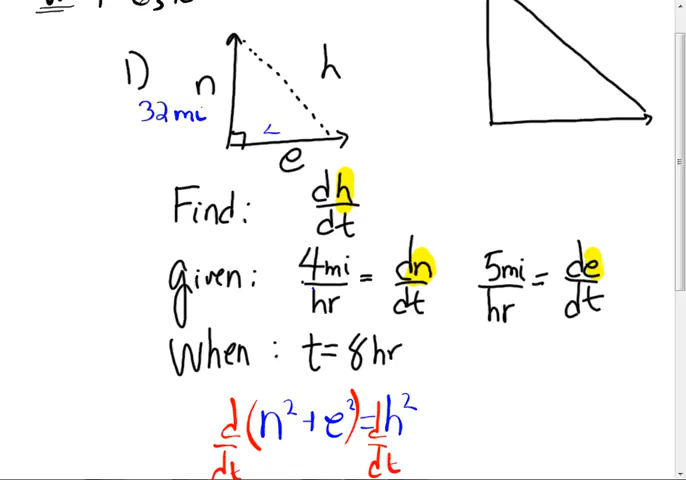 1) n h
32mi
e
Find: dh/dt
given: 4mi/hr = dn/dt 5mi/hr = de/dt
When: t=8hr
d/dt(n²+e²)=d/dt h²